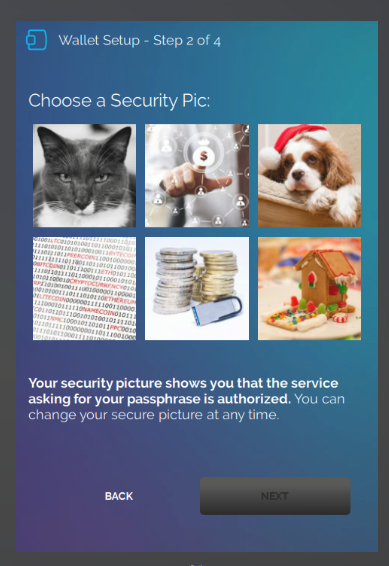 Wallet Setup - Step 2 of 4
Choose a Security Pic:
$
Your security picture shows you that the service
asking for your passphrase is authorized. You can
change your secure picture at any time.
BACK
NEXT